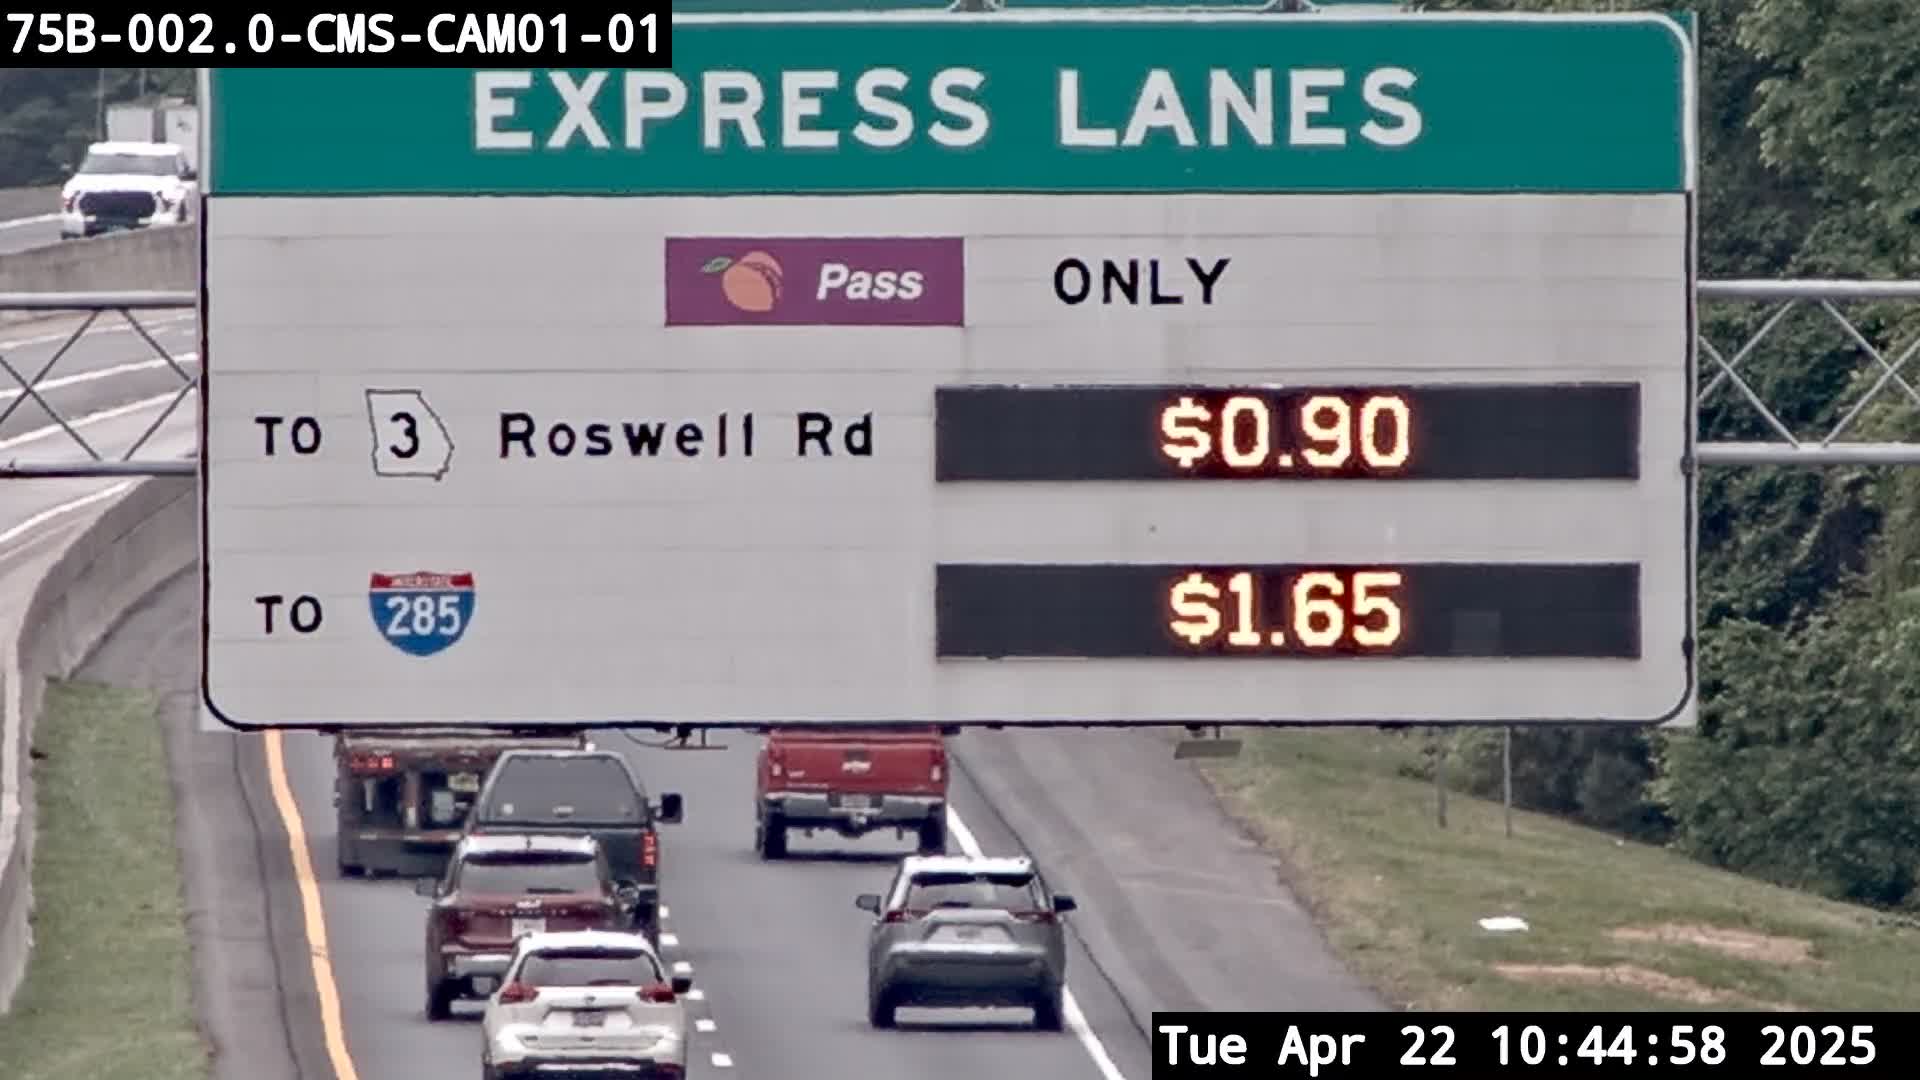 75B-002.0-CMS-CAM01-01
EXPRESS LANES
Pass ONLY
TO 3 Roswell Rd $0.90
INTERSTATE
TO 285 $1.65
Tue Apr 22 10:44:58 2025